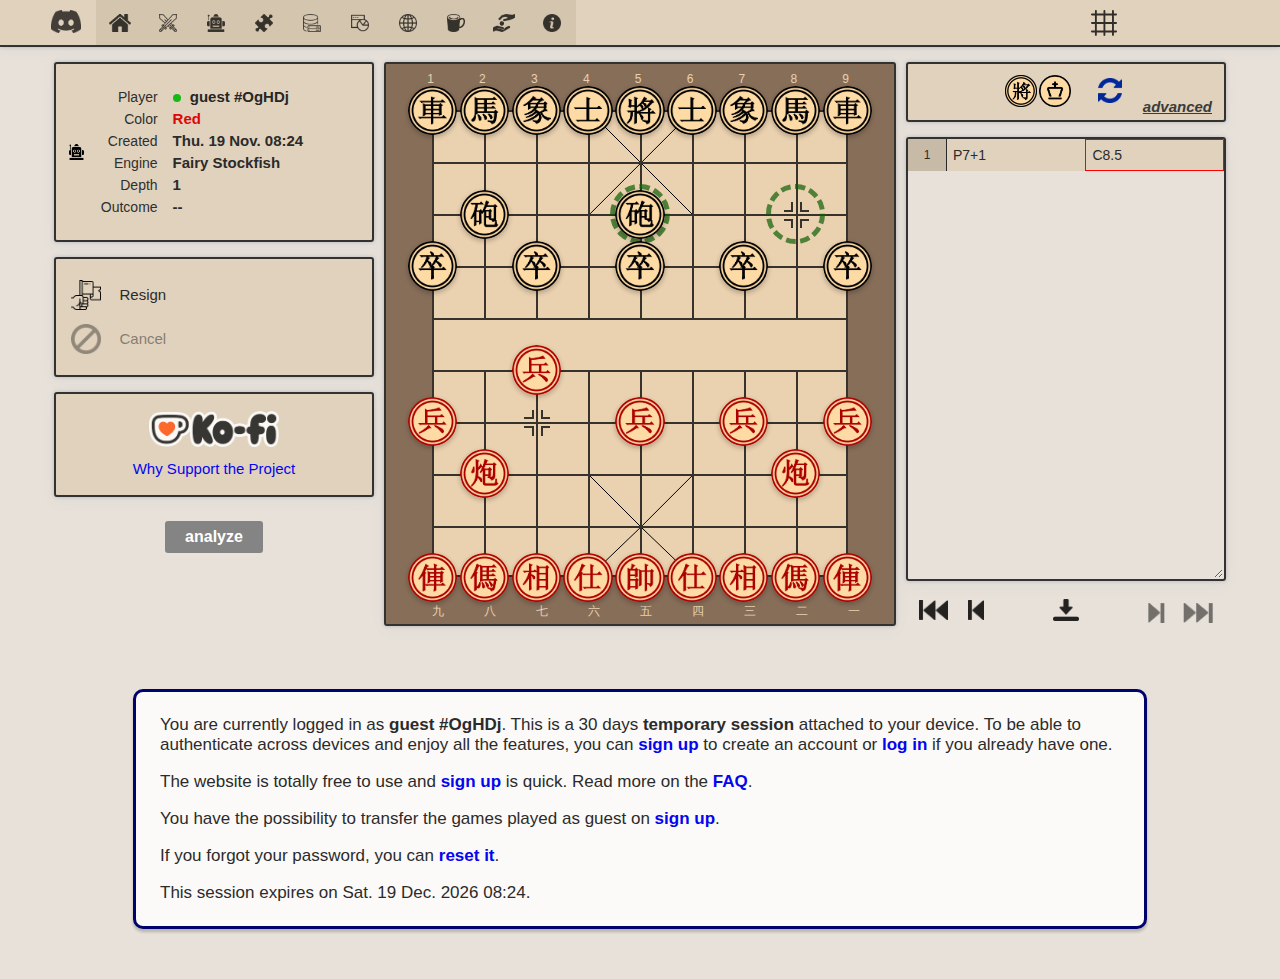 Player guest #OgHDj
Color Red
Created Thu. 19 Nov. 08:24
Engine Fairy Stockfish
Depth 1
Outcome --
Resign
Cancel
Ko-fi
Why Support the Project
analyze
1 2 3 4 5 6 7 8 9
車 馬 象 士 將 士 象 馬 車
砲 砲
卒 卒 卒 卒 卒
兵
兵 兵 兵 兵
炮 炮
俥 傌 相 仕 帥 仕 相 傌 俥
九 八 七 六 五 四 三 二 一
將
advanced
1 P7+1 C8.5
You are currently logged in as guest #OgHDj. This is a 30 days temporary session attached to your device. To be able to
authenticate across devices and enjoy all the features, you can sign up to create an account or log in if you already have one.
The website is totally free to use and sign up is quick. Read more on the FAQ.
You have the possibility to transfer the games played as guest on sign up.
If you forgot your password, you can reset it.
This session expires on Sat. 19 Dec. 2026 08:24.